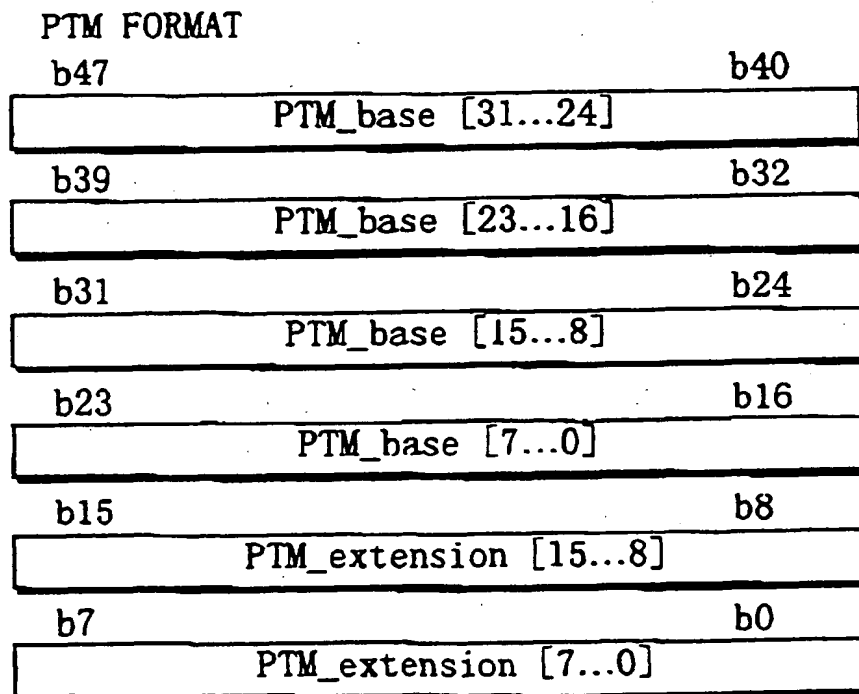 PTM FORMAT
b47 b40
PTM_base [31...24]
b39 b32
PTM_base [23...16]
b31 b24
PTM_base [15...8]
b23 b16
PTM_base [7...0]
b15 b8
PTM_extension [15...8]
b7 b0
PTM_extension [7...0]